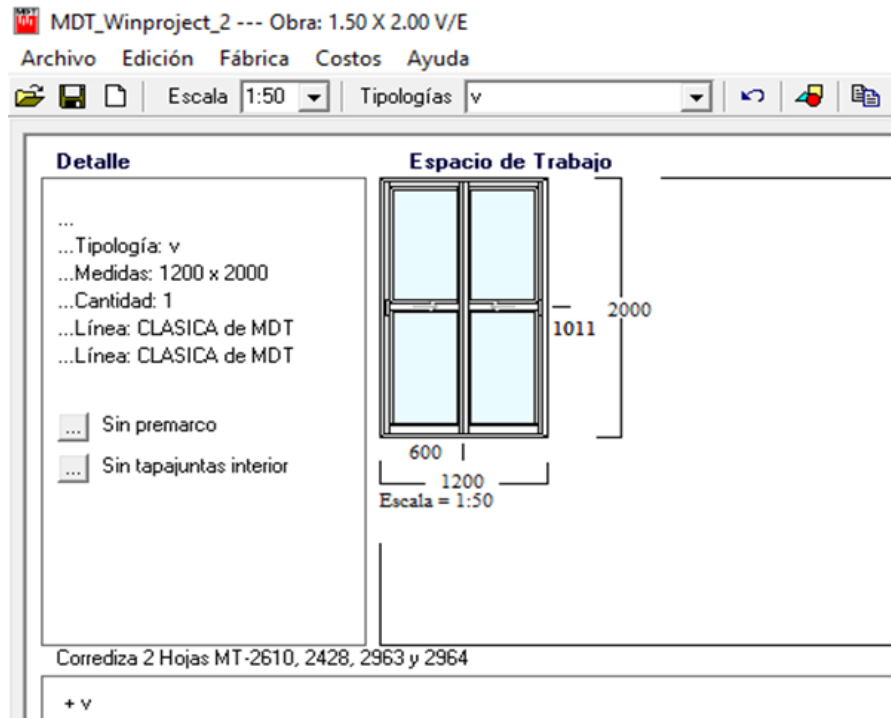 MDT_Winproject_2 --- Obra: 1.50 X 2.00 V/E
Archivo Edición Fábrica Costos Ayuda
Escala 1:50 Tipologías v
Detalle
Espacio de Trabajo
...
...Tipología: v
...Medidas: 1200 x 2000
...Cantidad: 1
...Línea: CLASICA de MDT
...Línea: CLASICA de MDT
... Sin premarco
... Sin tapajuntas interior
2000
1011
600
1200
Escala = 1:50
Corrediza 2 Hojas MT-2610, 2428, 2963 y 2964
+ v